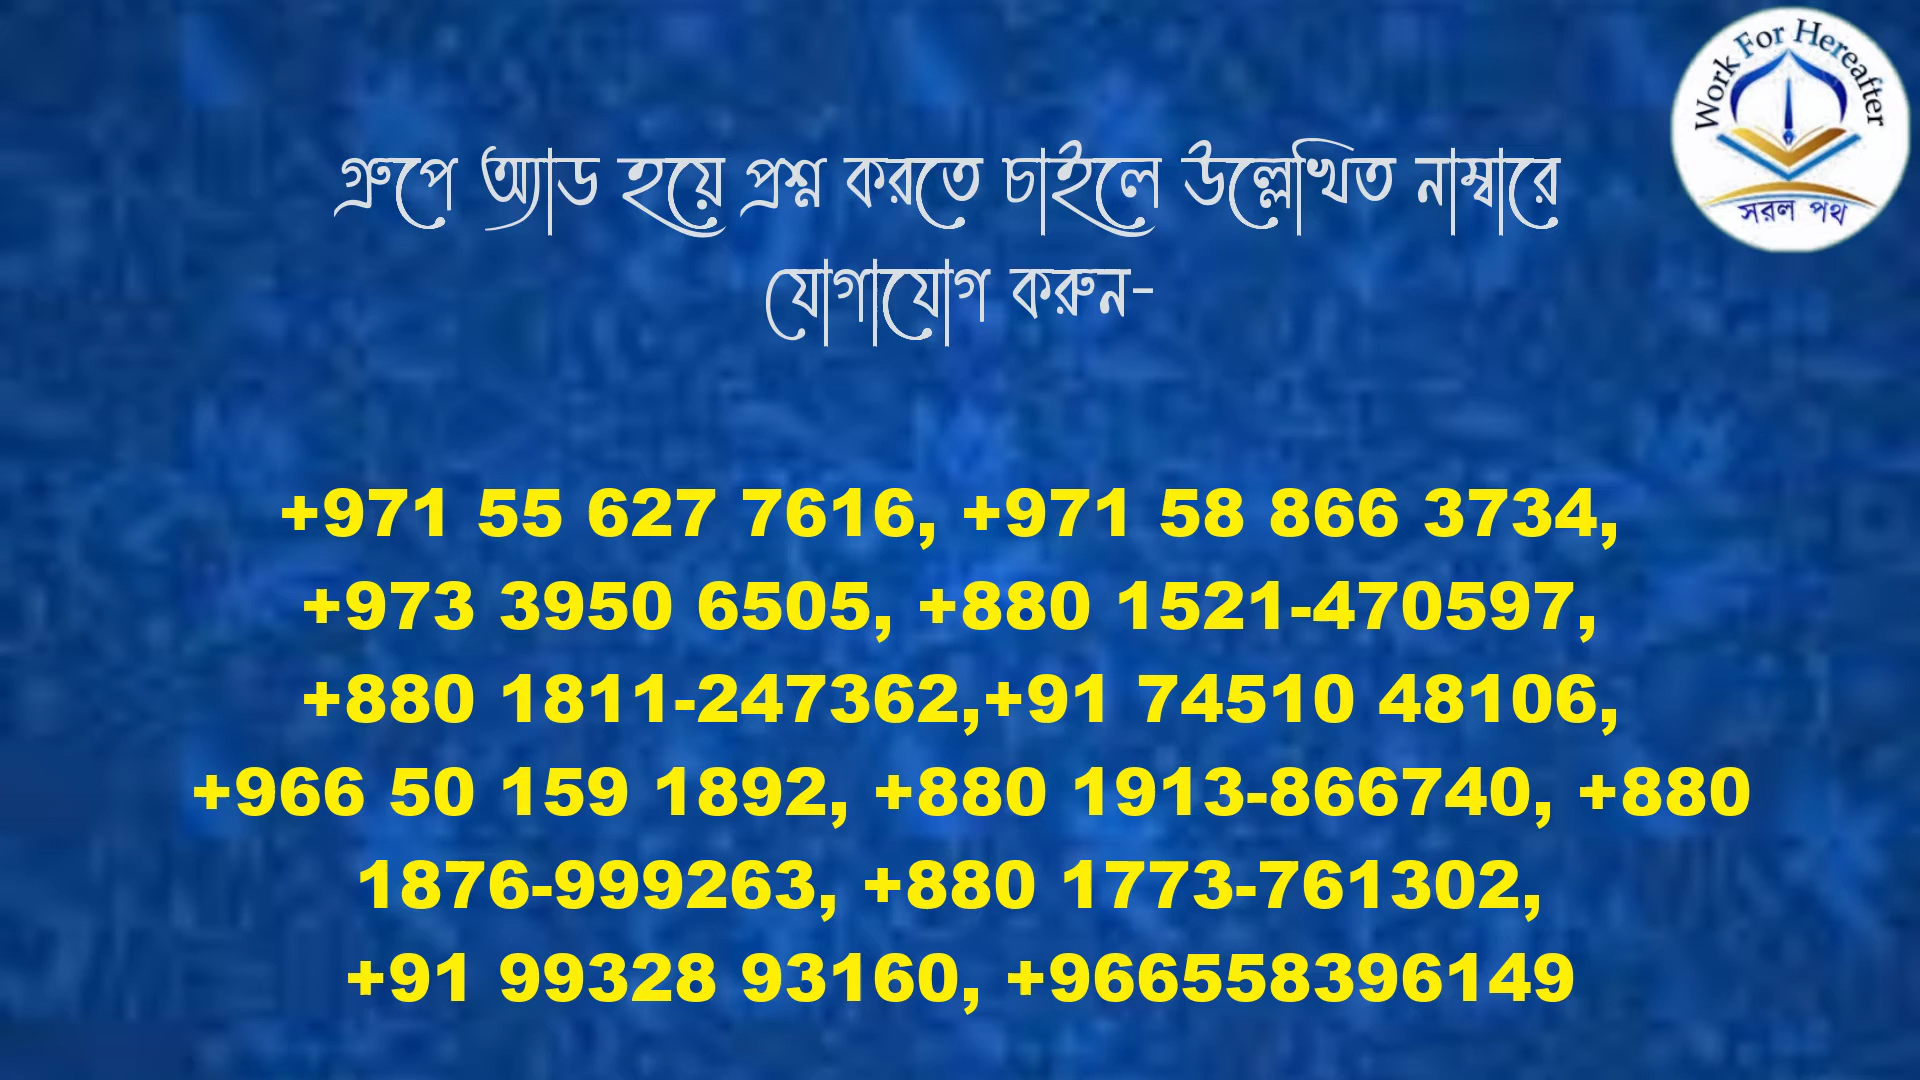 Work For Hereafter
সরল পথ
গ্রুপে অ্যাড হয়ে প্রশ্ন করতে চাইলে উল্লেখিত নাম্বারে
যোগাযোগ করুন-
+971 55 627 7616, +971 58 866 3734,
+973 3950 6505, +880 1521-470597,
+880 1811-247362,+91 74510 48106,
+966 50 159 1892, +880 1913-866740, +880
1876-999263, +880 1773-761302,
+91 99328 93160, +966558396149